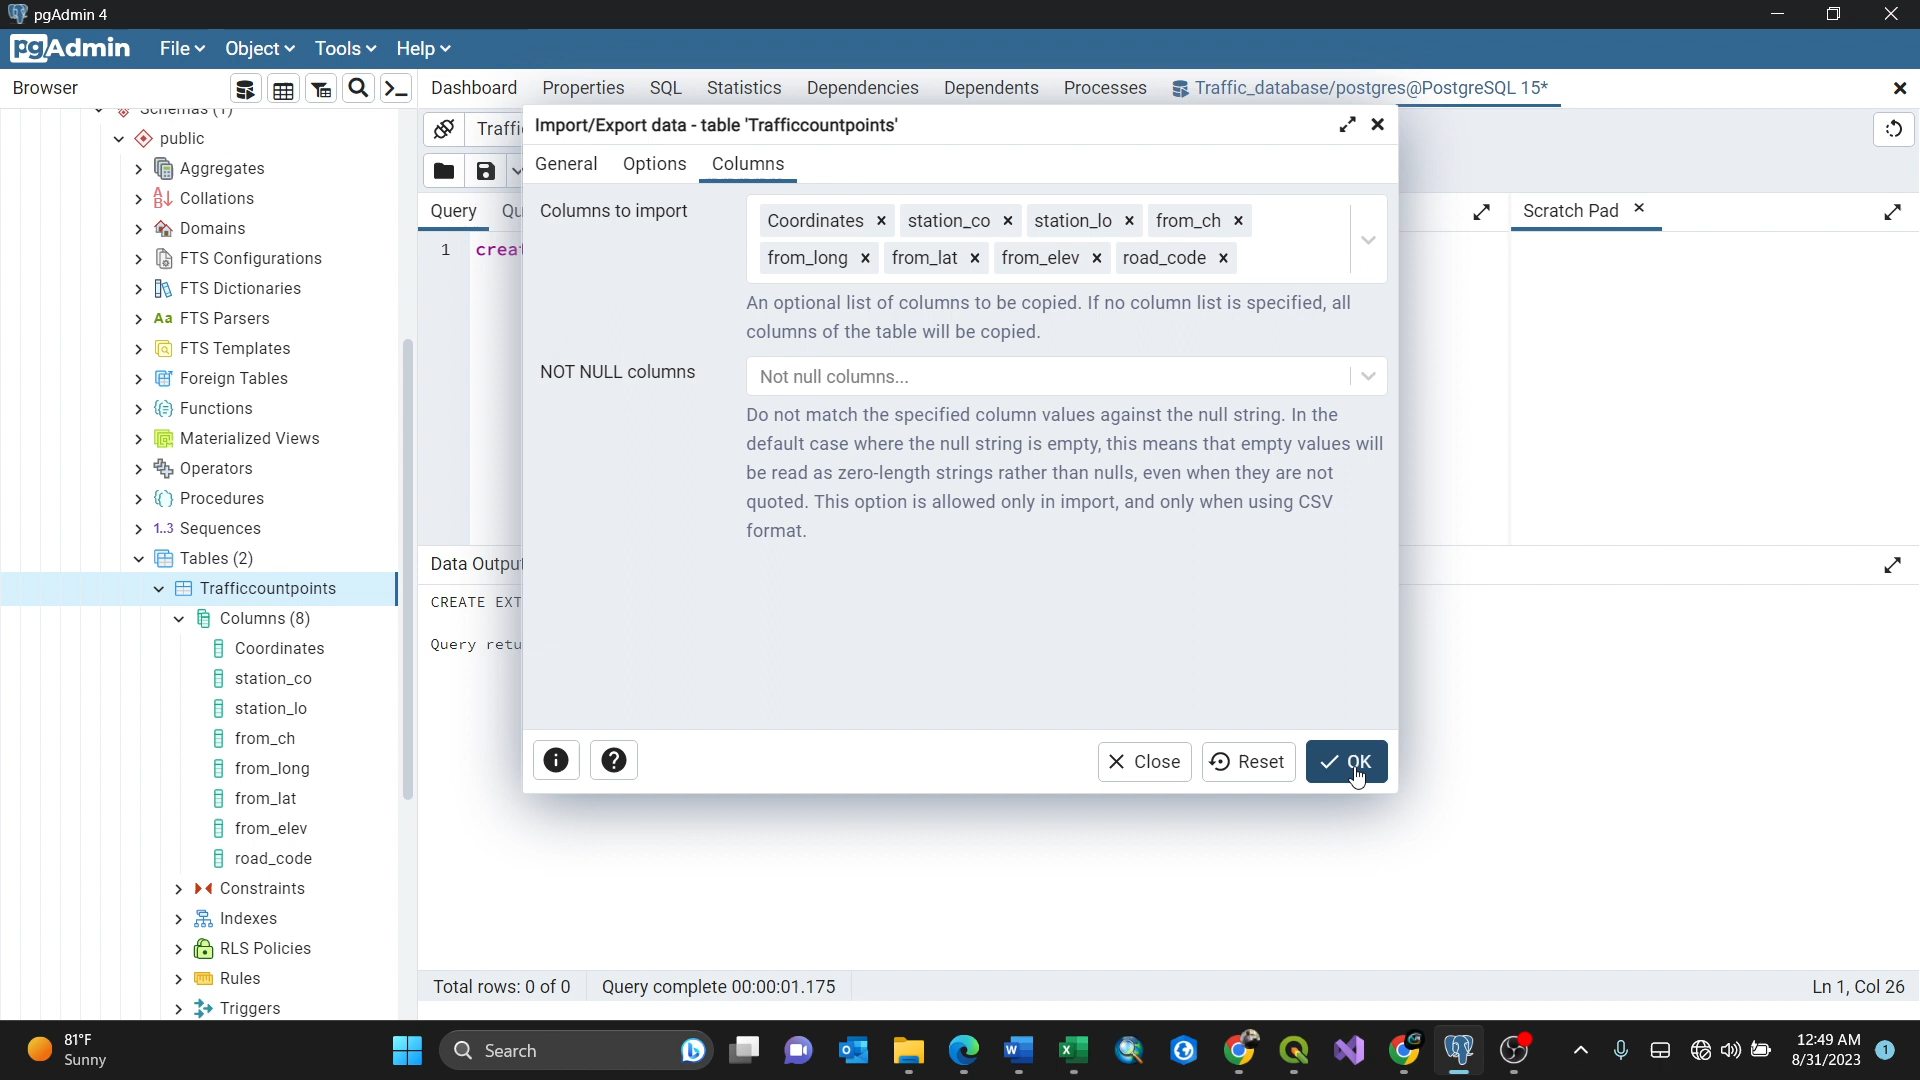 pgAdmin 4
pgAdmin File Object Tools Help
Browser
Dashboard Properties SQL Statistics Dependencies Dependents Processes Traffic_database/postgres@PostgreSQL 15*
Schemas (1)
public
Aggregates
Collations
Domains
FTS Configurations
FTS Dictionaries
Aa FTS Parsers
FTS Templates
Foreign Tables
Functions
Materialized Views
Operators
Procedures
1..3 Sequences
Tables (2)
Trafficcountpoints
Columns (8)
Coordinates
station_co
station_lo
from_ch
from_long
from_lat
from_elev
road_code
Constraints
Indexes
RLS Policies
Rules
Triggers
Traffi
Query Qu
1 creat
Scratch Pad
Data Output
CREATE EXT
Query retu
Import/Export data - table 'Trafficcountpoints'
General Options Columns
Columns to import
Coordinates station_co station_lo from_ch
from_long from_lat from_elev road_code
An optional list of columns to be copied. If no column list is specified, all
columns of the table will be copied.
NOT NULL columns
Not null columns...
Do not match the specified column values against the null string. In the
default case where the null string is empty, this means that empty values will
be read as zero-length strings rather than nulls, even when they are not
quoted. This option is allowed only in import, and only when using CSV
format.
Close Reset OK
Total rows: 0 of 0 Query complete 00:00:01.175 Ln 1, Col 26
81°F
Sunny
Search
12:49 AM
8/31/2023
1